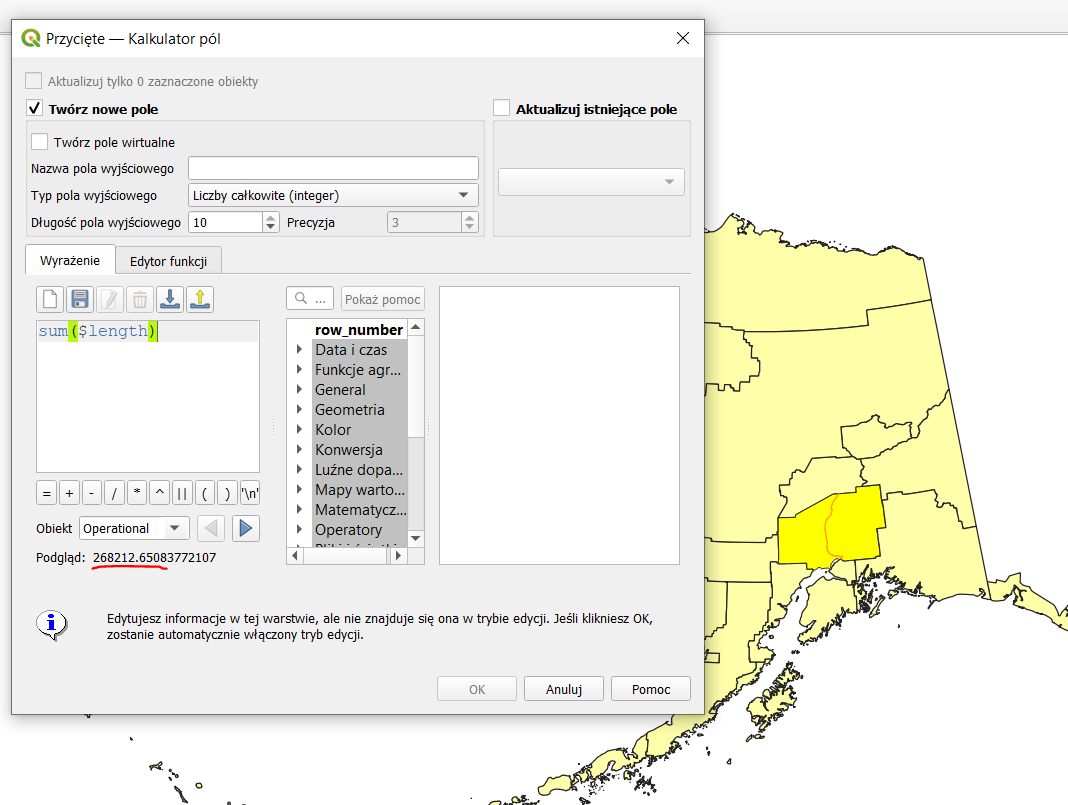 Przycięte — Kalkulator pól
Aktualizuj tylko 0 zaznaczone obiekty
Twórz nowe pole
Aktualizuj istniejące pole
Twórz pole wirtualne
Nazwa pola wyjściowego
Typ pola wyjściowego Liczby całkowite (integer)
Długość pola wyjściowego 10 Precyzja 3
Wyrażenie Edytor funkcji
... Pokaż pomoc
sum($length)
row_number
Data i czas
Funkcje agr...
General
Geometria
Kolor
Konwersja
Luźne dopa...
Mapy warto...
Matematycz...
Operatory
= + - / * ^ || ( ) '\n'
Obiekt Operational
Podgląd: 268212.65083772107
Edytujesz informacje w tej warstwie, ale nie znajduje się ona w trybie edycji. Jeśli klikniesz OK,
zostanie automatycznie włączony tryb edycji.
OK Anuluj Pomoc